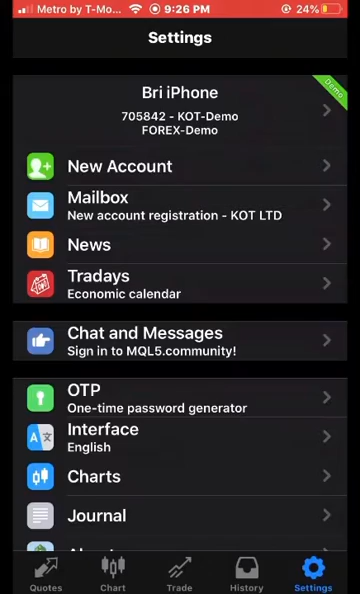 Metro by T-Mo... 9:26 PM 24%
Settings
Demo
Bri iPhone
705842 - KOT-Demo
FOREX-Demo
New Account
Mailbox
New account registration - KOT LTD
News
Tradays
Economic calendar
Chat and Messages
Sign in to MQL5.community!
OTP
One-time password generator
Interface
English
Charts
Journal
Quotes Chart Trade History Settings